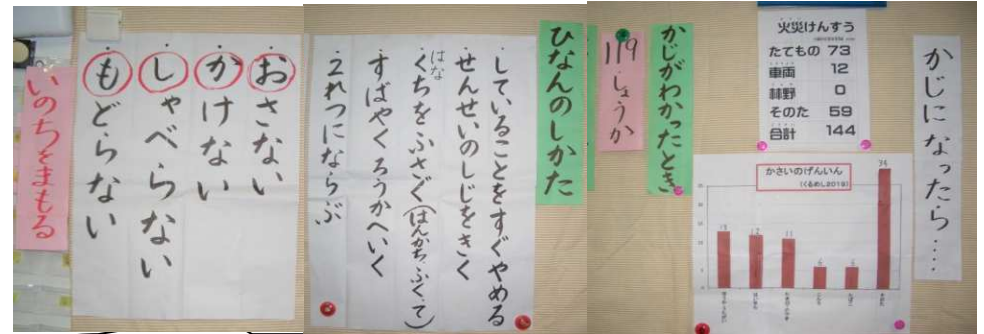 かじになったら‥‥
火災けんすう
たてもの 73
車両 12
林野 0
そのた 59
合計 144
かさいのげんいん
(くるめし2019)
13
12
11
34
かじがわかったとき
119
しょうか
ひなんのしかた
・していることをすぐやめる
・せんせいのしじをきく
・はなくちをふさぐ(はんかち、ふく、て)
・すばやくろうかへいく
・2れつにならぶ
・おさない
・かけない
・しゃべらない
・もどらない
いのちをまもる